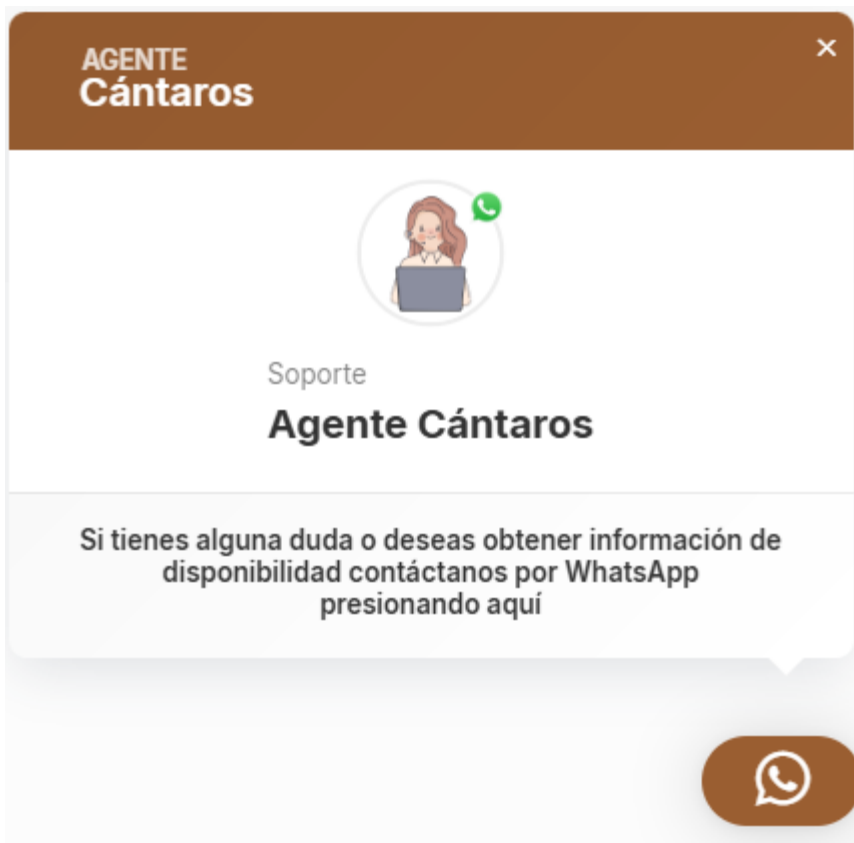 AGENTE
Cántaros
Soporte
Agente Cántaros
Si tienes alguna duda o deseas obtener información de
disponibilidad contáctanos por WhatsApp
presionando aquí